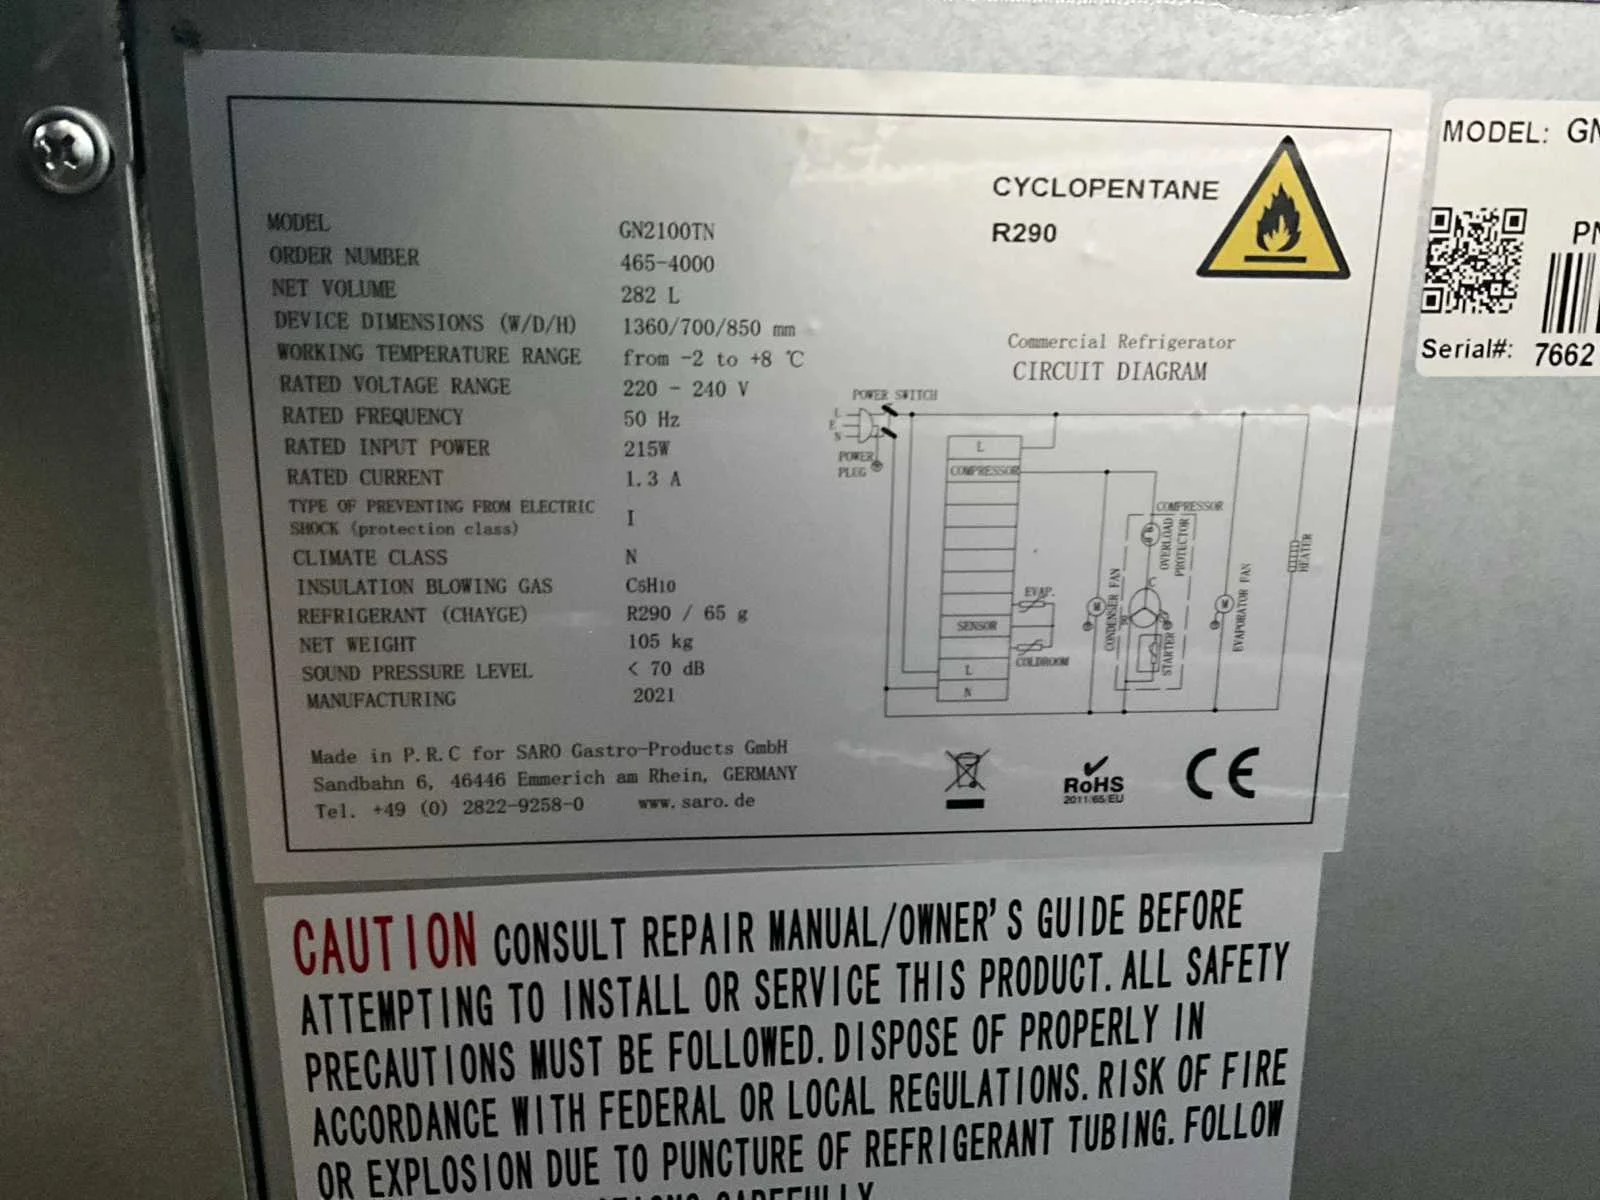 CYCLOPENTANE
R290
MODEL GN2100TN
ORDER NUMBER 465-4000
NET VOLUME 282 L
DEVICE DIMENSIONS (W/D/H) 1360/700/850 mm
WORKING TEMPERATURE RANGE from -2 to +8 ℃
RATED VOLTAGE RANGE 220 - 240 V
RATED FREQUENCY 50 Hz
RATED INPUT POWER 215W
RATED CURRENT 1.3 A
TYPE OF PREVENTING FROM ELECTRIC
SHOCK (protection class) I
CLIMATE CLASS N
INSULATION BLOWING GAS C5H10
REFRIGERANT (CHAYGE) R290 / 65 g
NET WEIGHT 105 kg
SOUND PRESSURE LEVEL < 70 dB
MANUFACTURING 2021
Made in P.R.C for SARO Gastro-Products GmbH
Sandbahn 6, 46446 Emmerich am Rhein, GERMANY
Tel. +49 (0) 2822-9258-0 www.saro.de
Commercial Refrigerator
CIRCUIT DIAGRAM
POWER SWITCH
L
E
N
POWER
PLUG
L
COMPRESSOR
SENSOR
L
N
EVAP.
COLDROOM
CONDENSER FAN
M
COMPRESSOR
OVERLOAD
PROTECTOR
C
STARTER
M
EVAPORATOR FAN
HEATER
RoHS
2011/65/EU
CE
MODEL: GN
PN
Serial#: 7662
CAUTION CONSULT REPAIR MANUAL/OWNER'S GUIDE BEFORE
ATTEMPTING TO INSTALL OR SERVICE THIS PRODUCT. ALL SAFETY
PRECAUTIONS MUST BE FOLLOWED. DISPOSE OF PROPERLY IN
ACCORDANCE WITH FEDERAL OR LOCAL REGULATIONS. RISK OF FIRE
OR EXPLOSION DUE TO PUNCTURE OF REFRIGERANT TUBING. FOLLOW
CAREFULLY